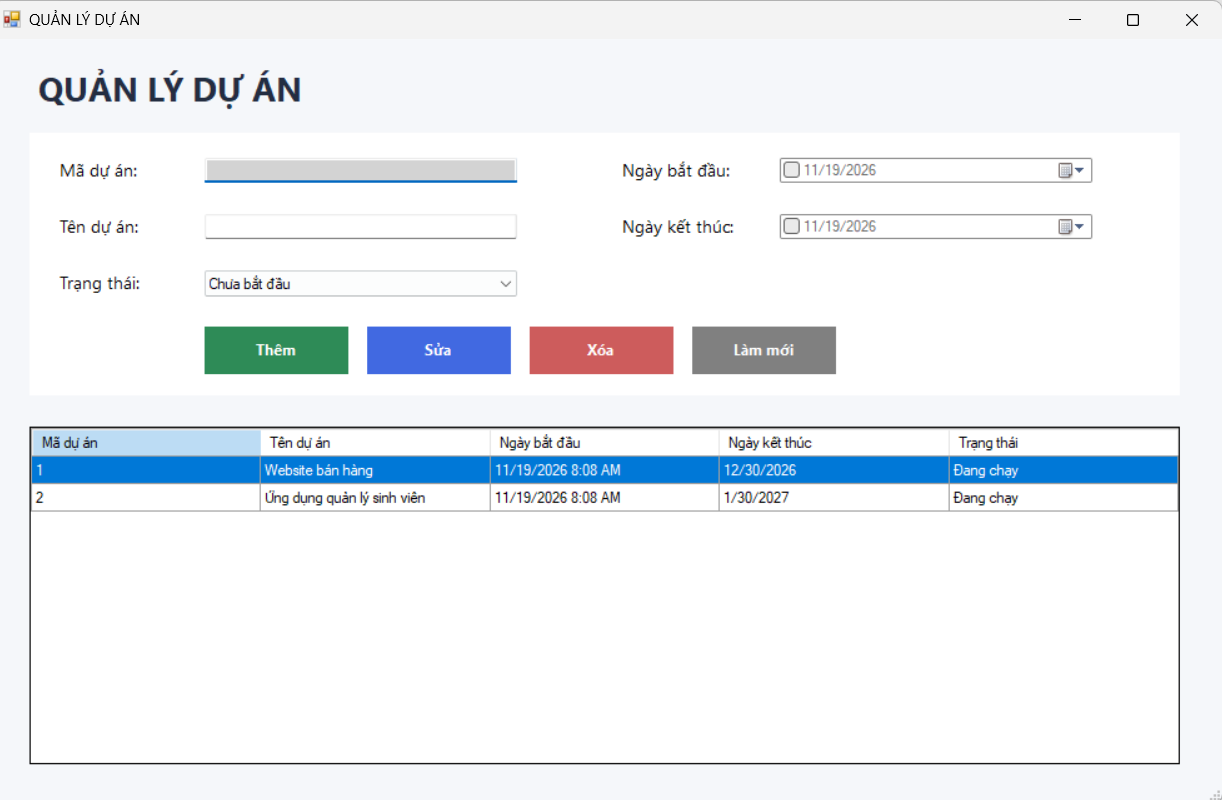 QUẢN LÝ DỰ ÁN
QUẢN LÝ DỰ ÁN
Mã dự án:
Ngày bắt đầu: 11/19/2026
Tên dự án:
Ngày kết thúc: 11/19/2026
Trạng thái: Chưa bắt đầu
Thêm Sửa Xóa Làm mới
Mã dự án Tên dự án Ngày bắt đầu Ngày kết thúc Trạng thái
1 Website bán hàng 11/19/2026 8:08 AM 12/30/2026 Đang chạy
2 Ứng dụng quản lý sinh viên 11/19/2026 8:08 AM 1/30/2027 Đang chạy